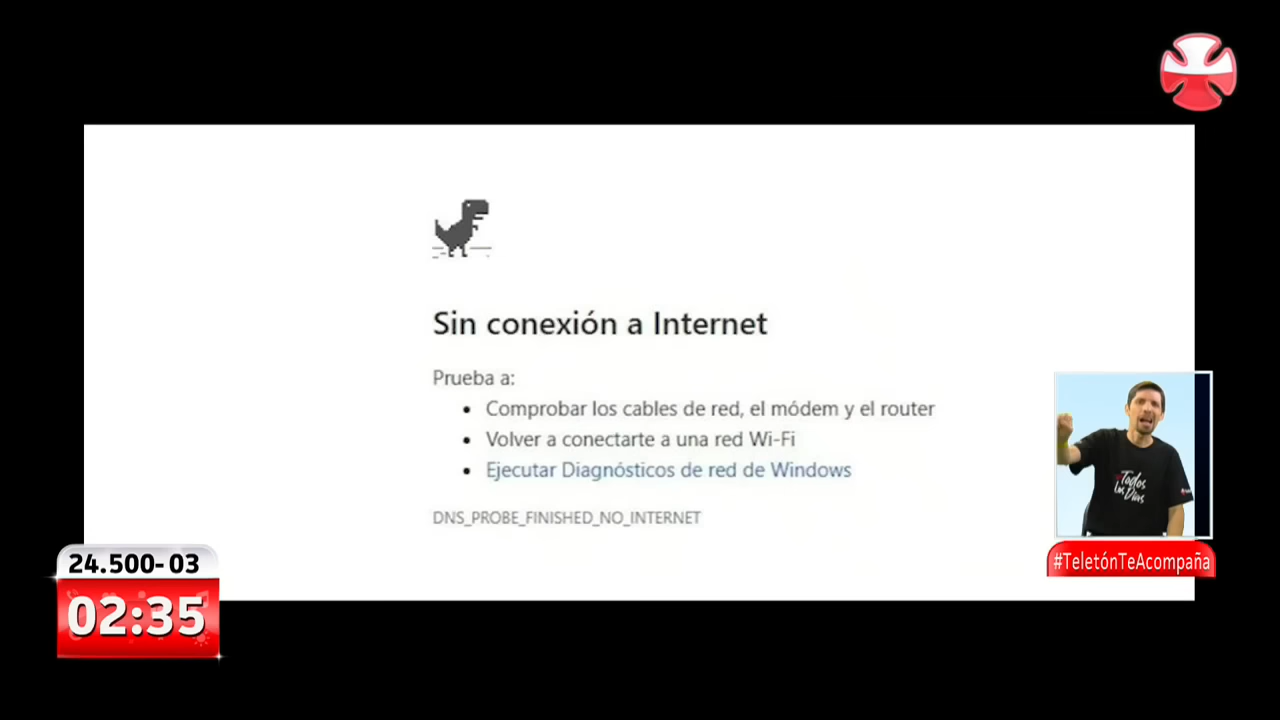 Sin conexión a Internet
Prueba a:
Comprobar los cables de red, el módem y el router
Volver a conectarte a una red Wi-Fi
Ejecutar Diagnósticos de red de Windows
DNS_PROBE_FINISHED_NO_INTERNET
Todos
los Días
#TeletónTeAcompaña
24.500-03
02:35